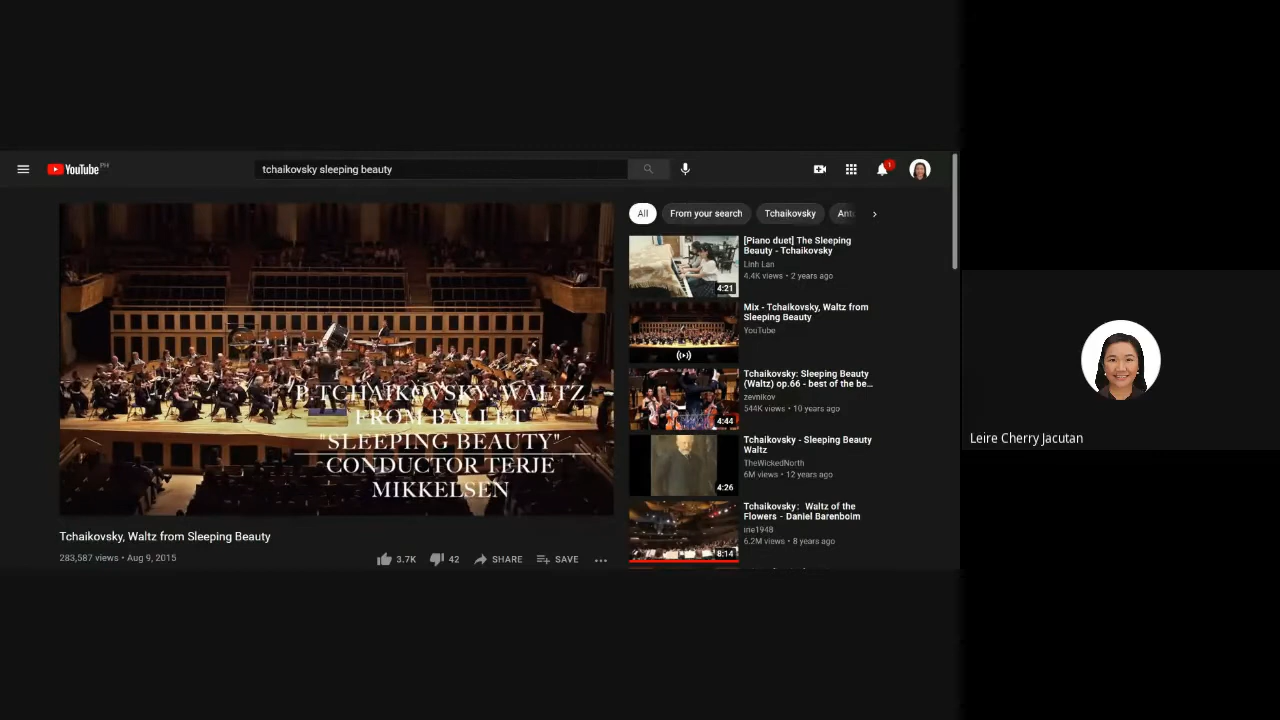 YouTube PH
tchaikovsky sleeping beauty
1
P. TCHAIKOVSKY: WALTZ
FROM BALLET
"SLEEPING BEAUTY"
CONDUCTOR TERJE
MIKKELSEN
Tchaikovsky, Waltz from Sleeping Beauty
283,587 views • Aug 9, 2015
3.7K
42
SHARE
SAVE
All
From your search
Tchaikovsky
[Piano duet] The Sleeping
Beauty - Tchaikovsky
Linh Lan
4.4K views • 2 years ago
4:21
Mix - Tchaikovsky, Waltz from
Sleeping Beauty
YouTube
Tchaikovsky: Sleeping Beauty
(Waltz) op.66 - best of the be...
zevnikov
544K views • 10 years ago
4:44
Tchaikovsky - Sleeping Beauty
Waltz
TheWickedNorth
6M views • 12 years ago
4:26
Tchaikovsky: Waltz of the
Flowers - Daniel Barenboim
irie1948
6.2M views • 8 years ago
8:14
Leire Cherry Jacutan